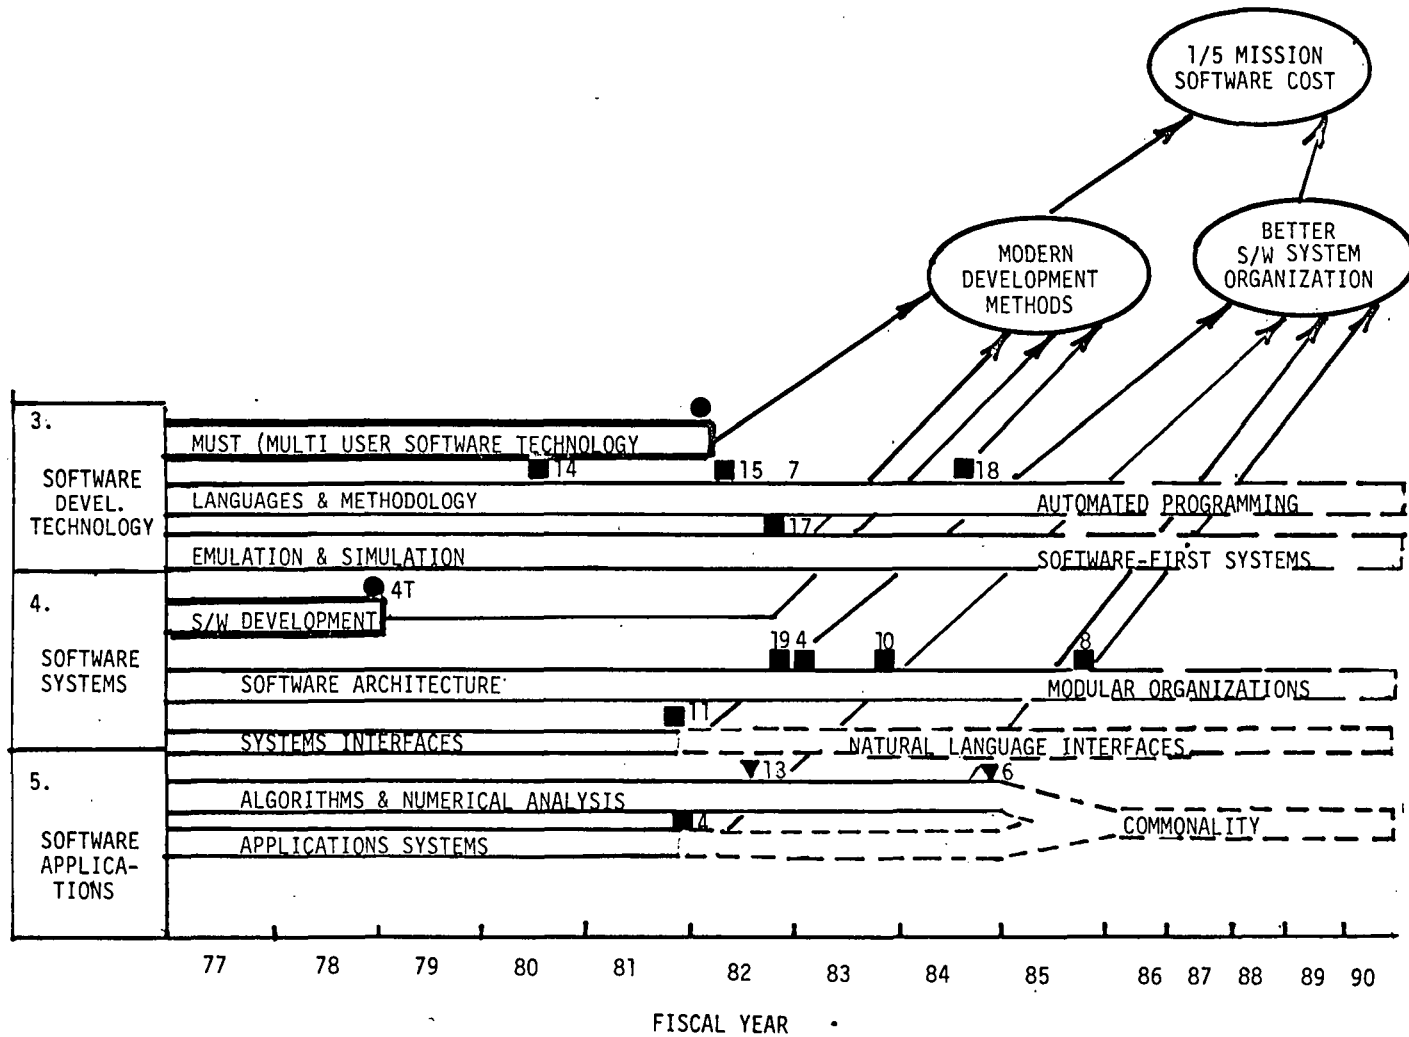 1/5 MISSION
SOFTWARE COST
MODERN
DEVELOPMENT
METHODS
BETTER
S/W SYSTEM
ORGANIZATION
3.
SOFTWARE
DEVEL.
TECHNOLOGY
MUST (MULTI USER SOFTWARE TECHNOLOGY
14
15
7
18
LANGUAGES & METHODOLOGY
AUTOMATED PROGRAMMING
17
EMULATION & SIMULATION
SOFTWARE-FIRST SYSTEMS
4.
SOFTWARE
SYSTEMS
4T
S/W DEVELOPMENT
19
4
10
8
SOFTWARE ARCHITECTURE
MODULAR ORGANIZATIONS
11
SYSTEMS INTERFACES
NATURAL LANGUAGE INTERFACES
5.
SOFTWARE
APPLICA-
TIONS
13
6
ALGORITHMS & NUMERICAL ANALYSIS
4
COMMONALITY
APPLICATIONS SYSTEMS
77 78 79 80 81 82 83 84 85 86 87 88 89 90
FISCAL YEAR